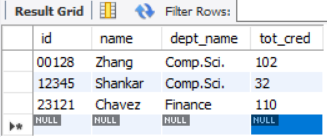 Result Grid Filter Rows:
id name dept_name tot_cred
00128 Zhang Comp.Sci. 102
12345 Shankar Comp.Sci. 32
23121 Chavez Finance 110
NULL NULL NULL NULL